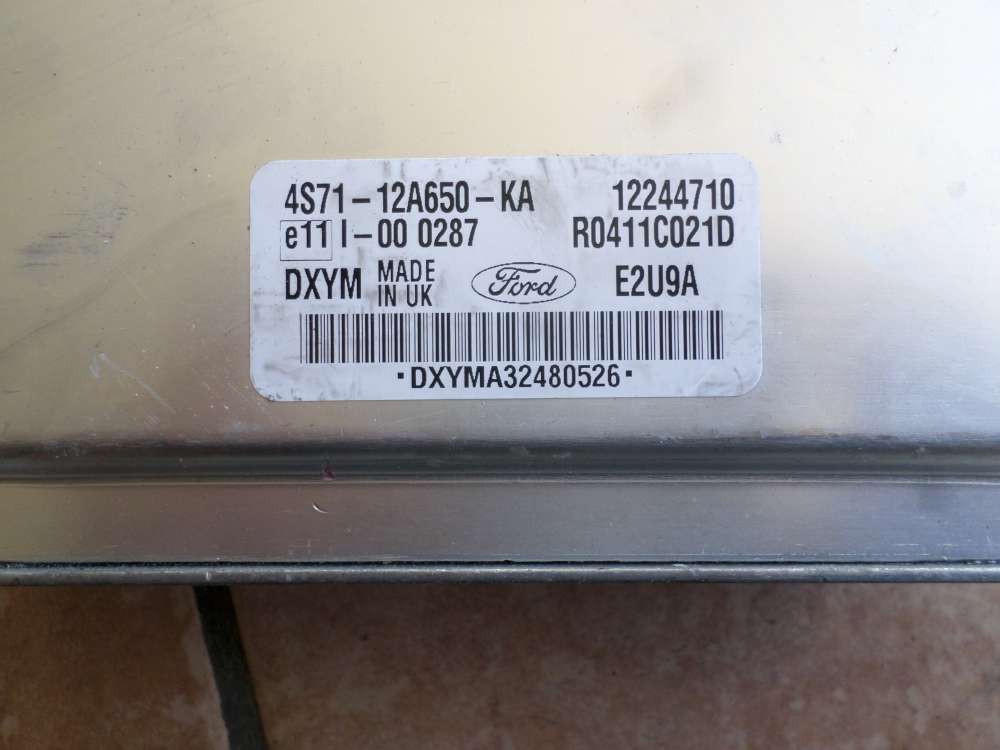 4S71-12A650-KA 12244710
e11 I-00 0287 R0411C021D
DXYM MADE IN UK Ford E2U9A
·DXYMA32480526·